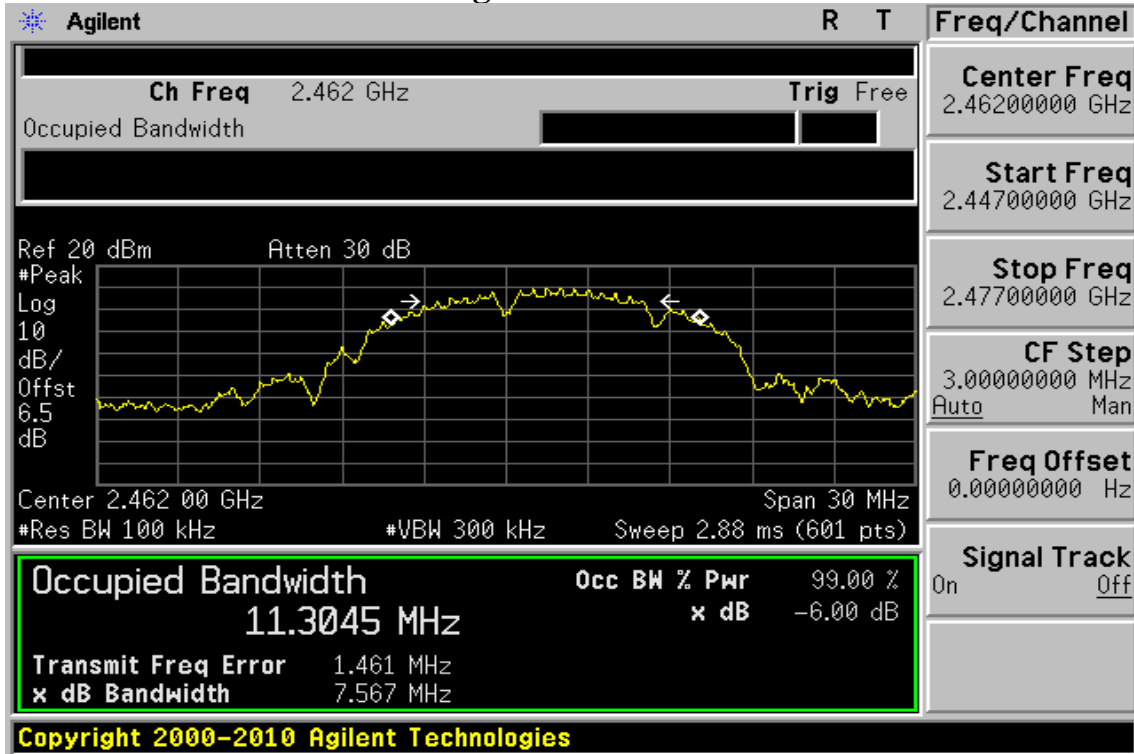 Agilent R T Freq/Channel
Ch Freq 2.462 GHz Trig Free
Occupied Bandwidth
Center Freq
2.46200000 GHz
Start Freq
2.44700000 GHz
Stop Freq
2.47700000 GHz
CF Step
3.00000000 MHz
Auto Man
Freq Offset
0.00000000 Hz
Signal Track
On Off
Ref 20 dBm Atten 30 dB
#Peak
Log
10
dB/
Offst
6.5
dB
Center 2.462 00 GHz Span 30 MHz
#Res BW 100 kHz #VBW 300 kHz Sweep 2.88 ms (601 pts)
Occupied Bandwidth Occ BW % Pwr 99.00 %
11.3045 MHz x dB -6.00 dB
Transmit Freq Error 1.461 MHz
x dB Bandwidth 7.567 MHz
Copyright 2000-2010 Agilent Technologies